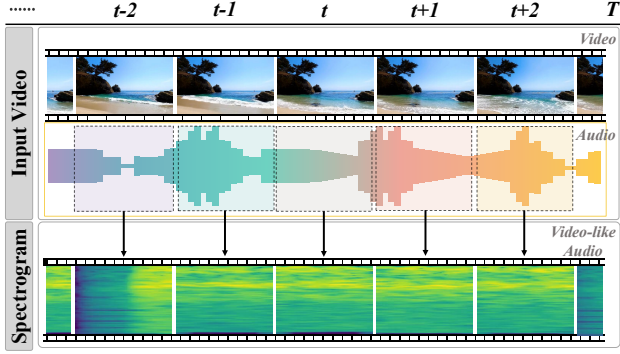 ...... t-2 t-1 t t+1 t+2 T
Video
Input Video
Audio
Video-like
Audio
Spectrogram